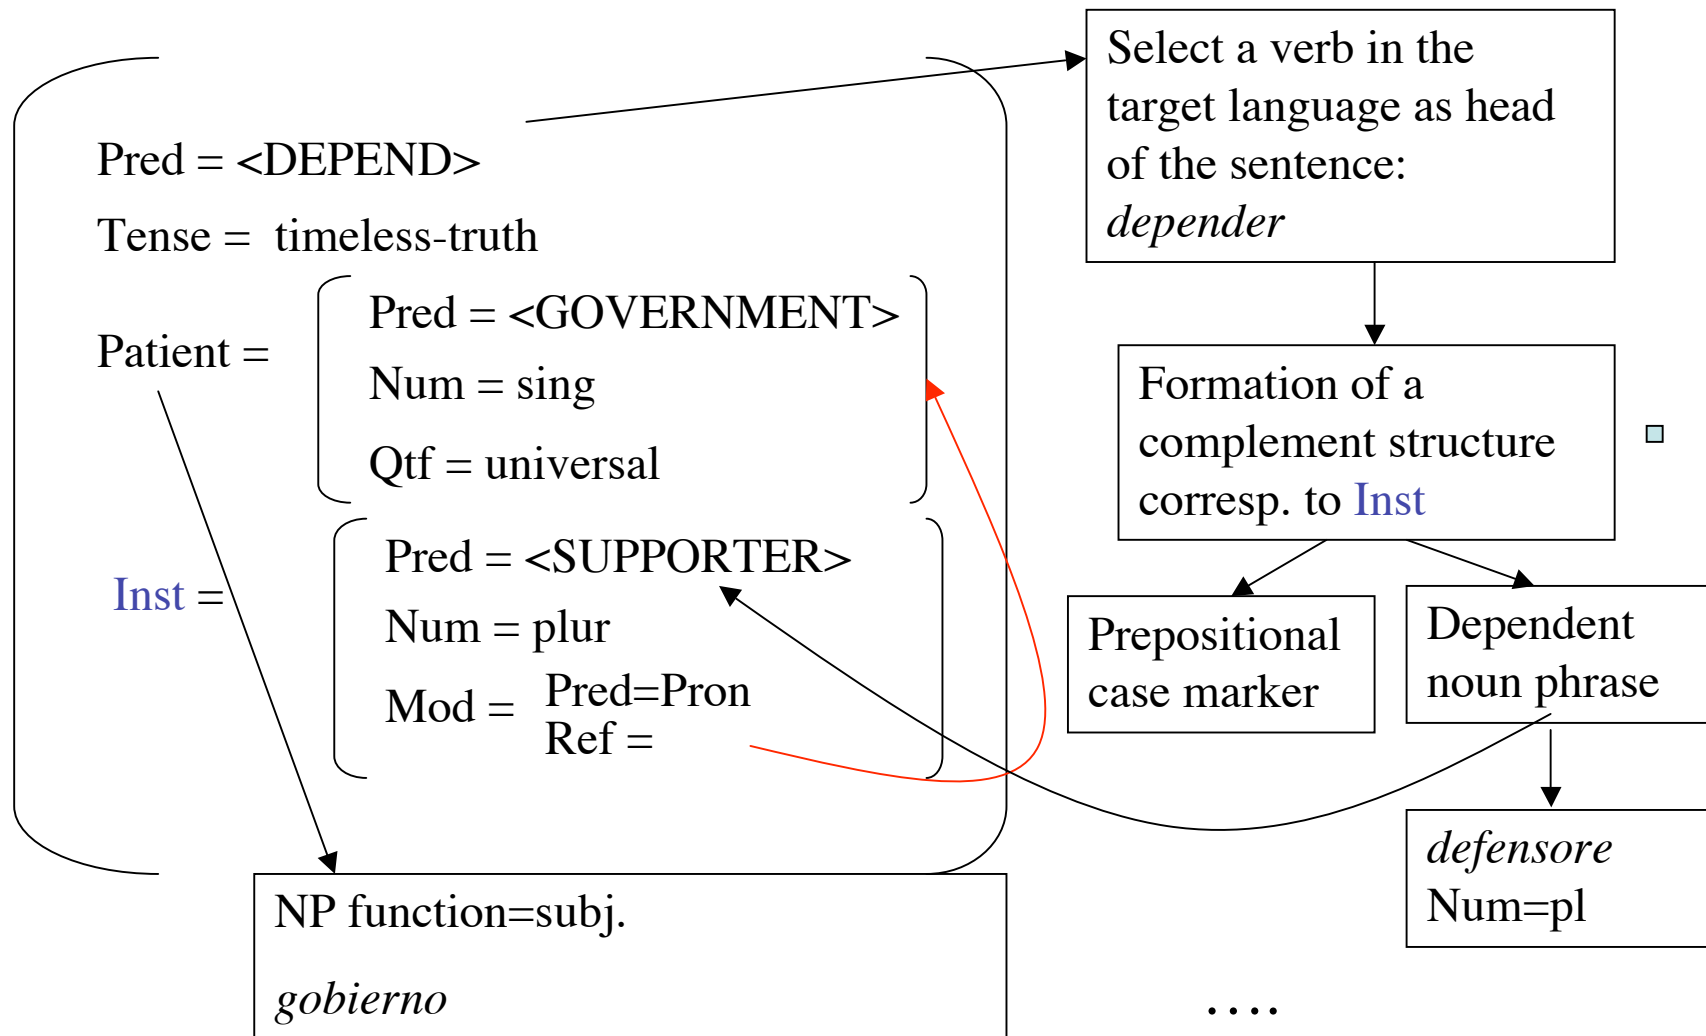 Pred = <DEPEND>
Tense = timeless-truth
Patient =
Pred = <GOVERNMENT>
Num = sing
Qtf = universal
Inst =
Pred = <SUPPORTER>
Num = plur
Mod =
Pred=Pron
Ref =
NP function=subj.
gobierno
Select a verb in the
target language as head
of the sentence:
depender
Formation of a
complement structure
corresp. to Inst
Prepositional
case marker
Dependent
noun phrase
defensore
Num=pl
....